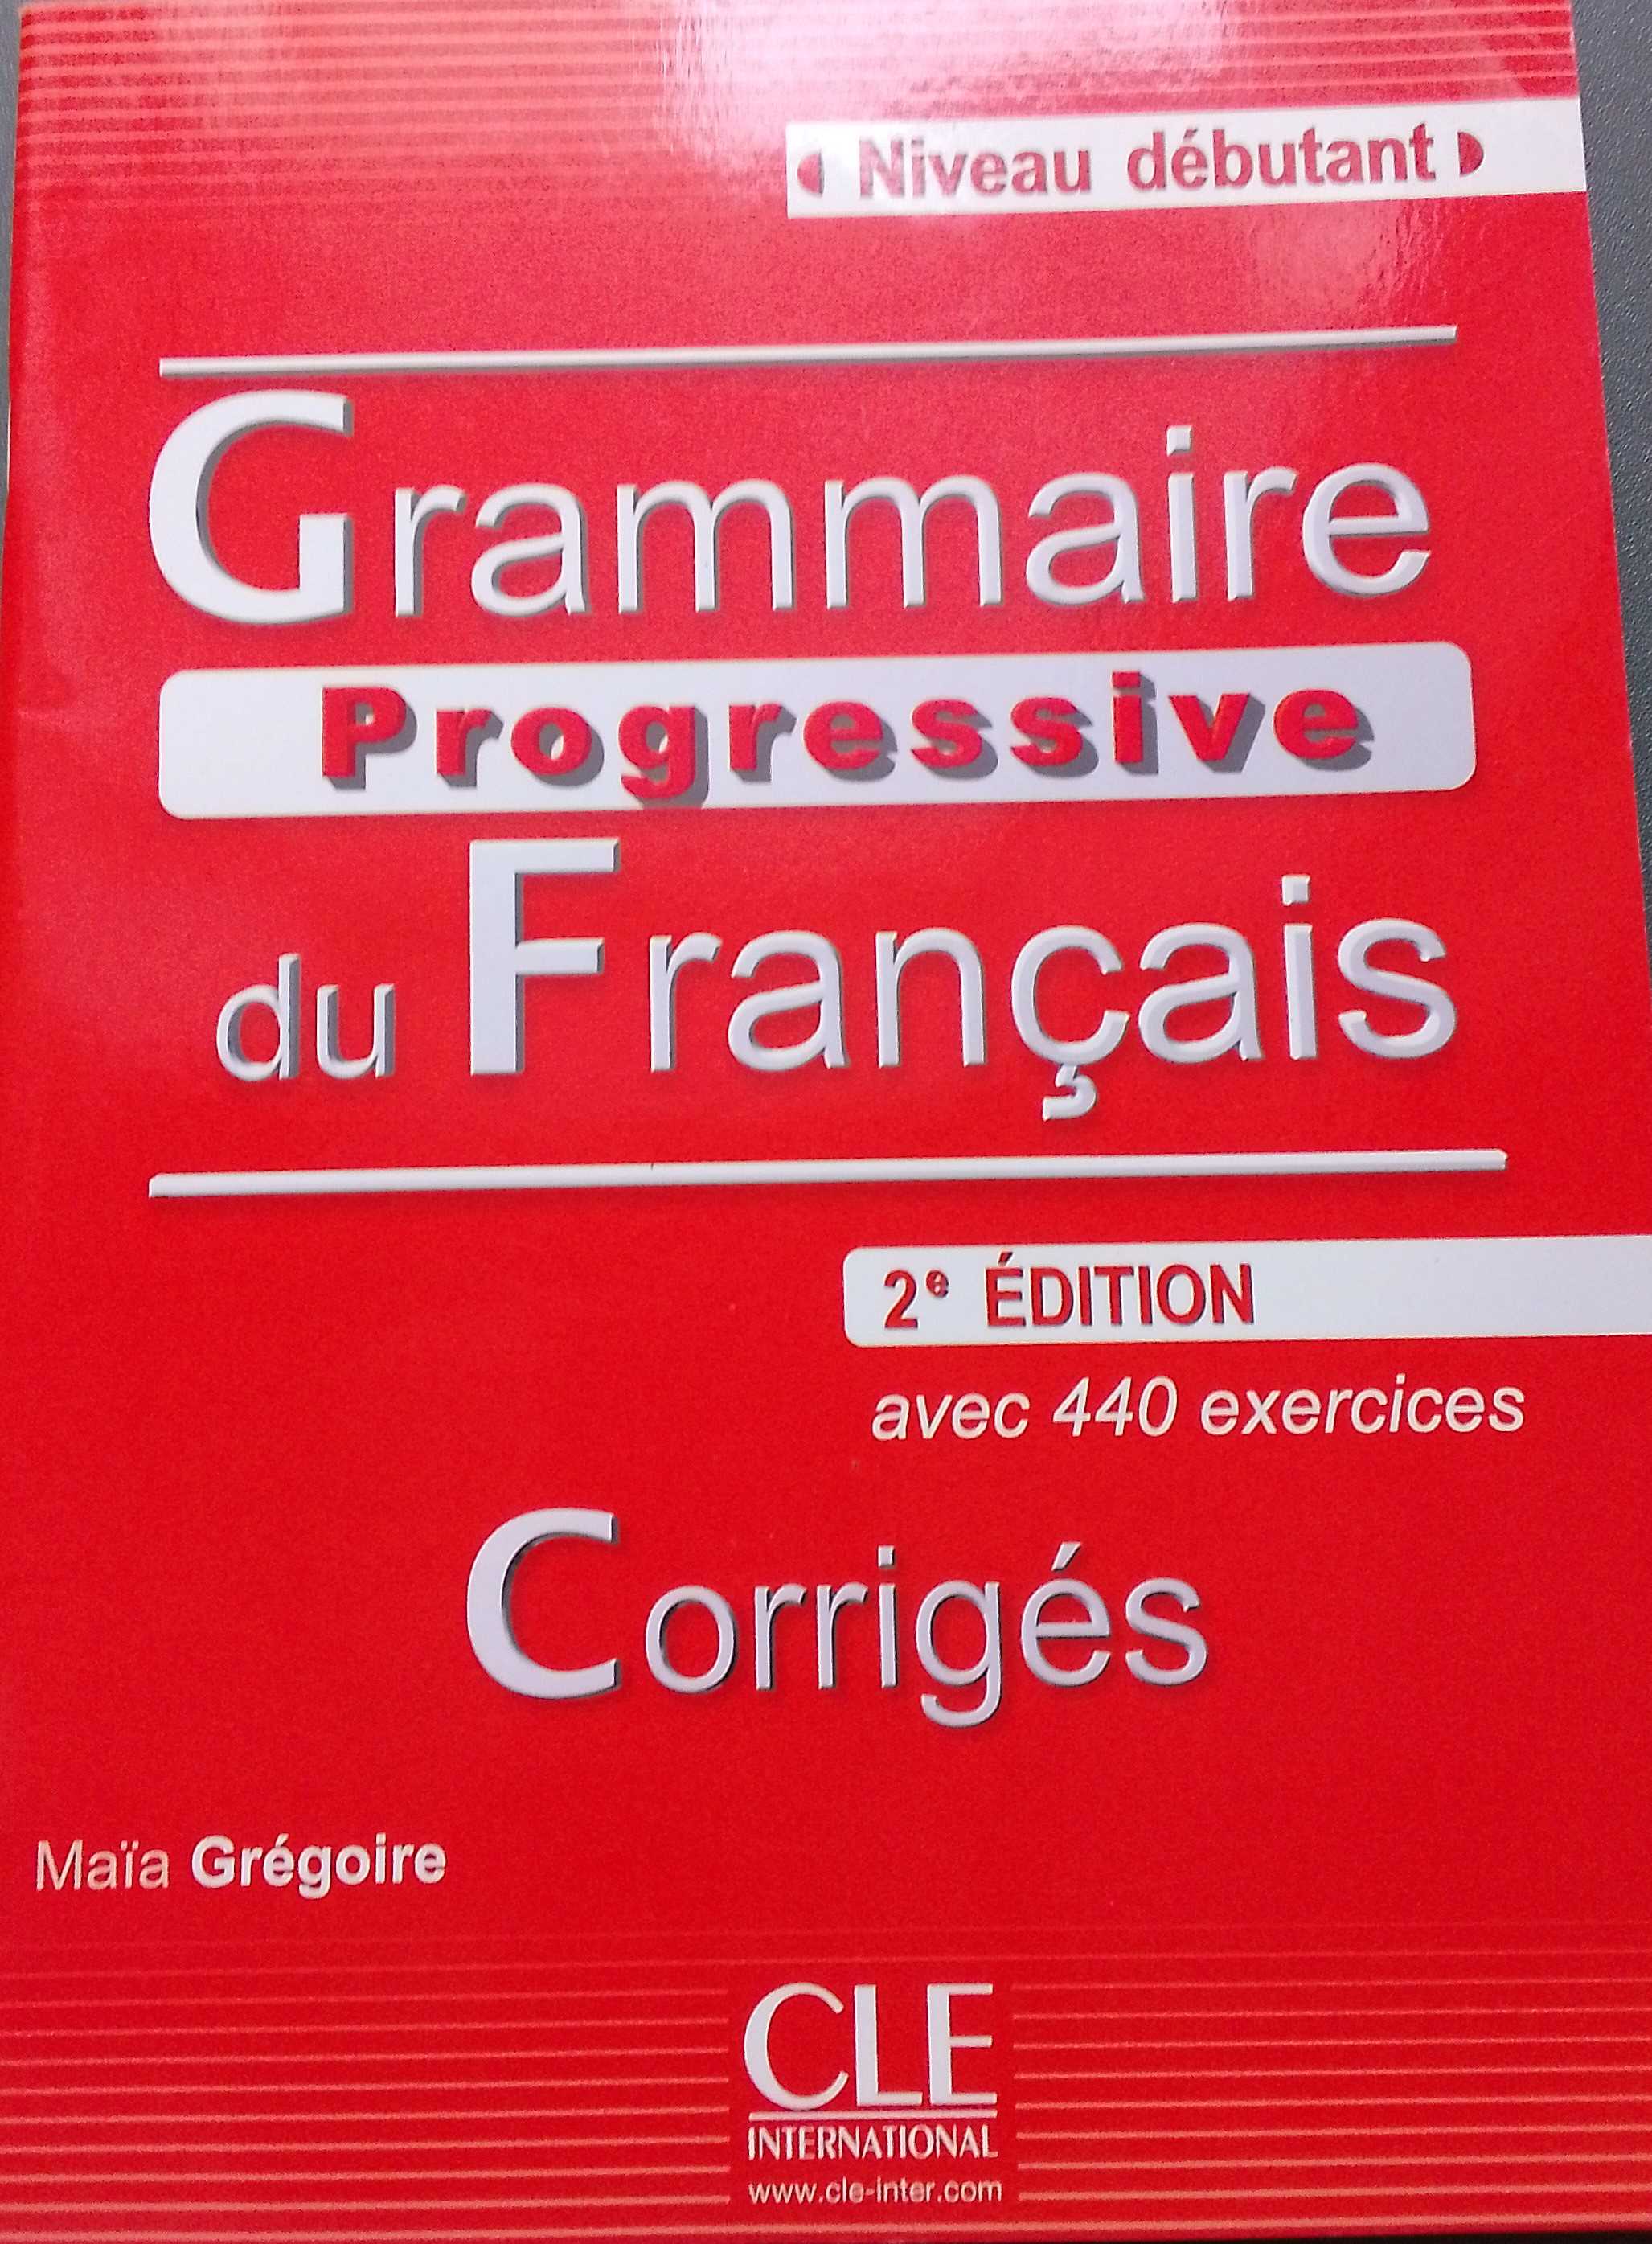 Niveau débutant
Grammaire
Progressive
du Français
2e ÉDITION
avec 440 exercices
Corrigés
Maïa Grégoire
CLE
INTERNATIONAL
www.cle-inter.com